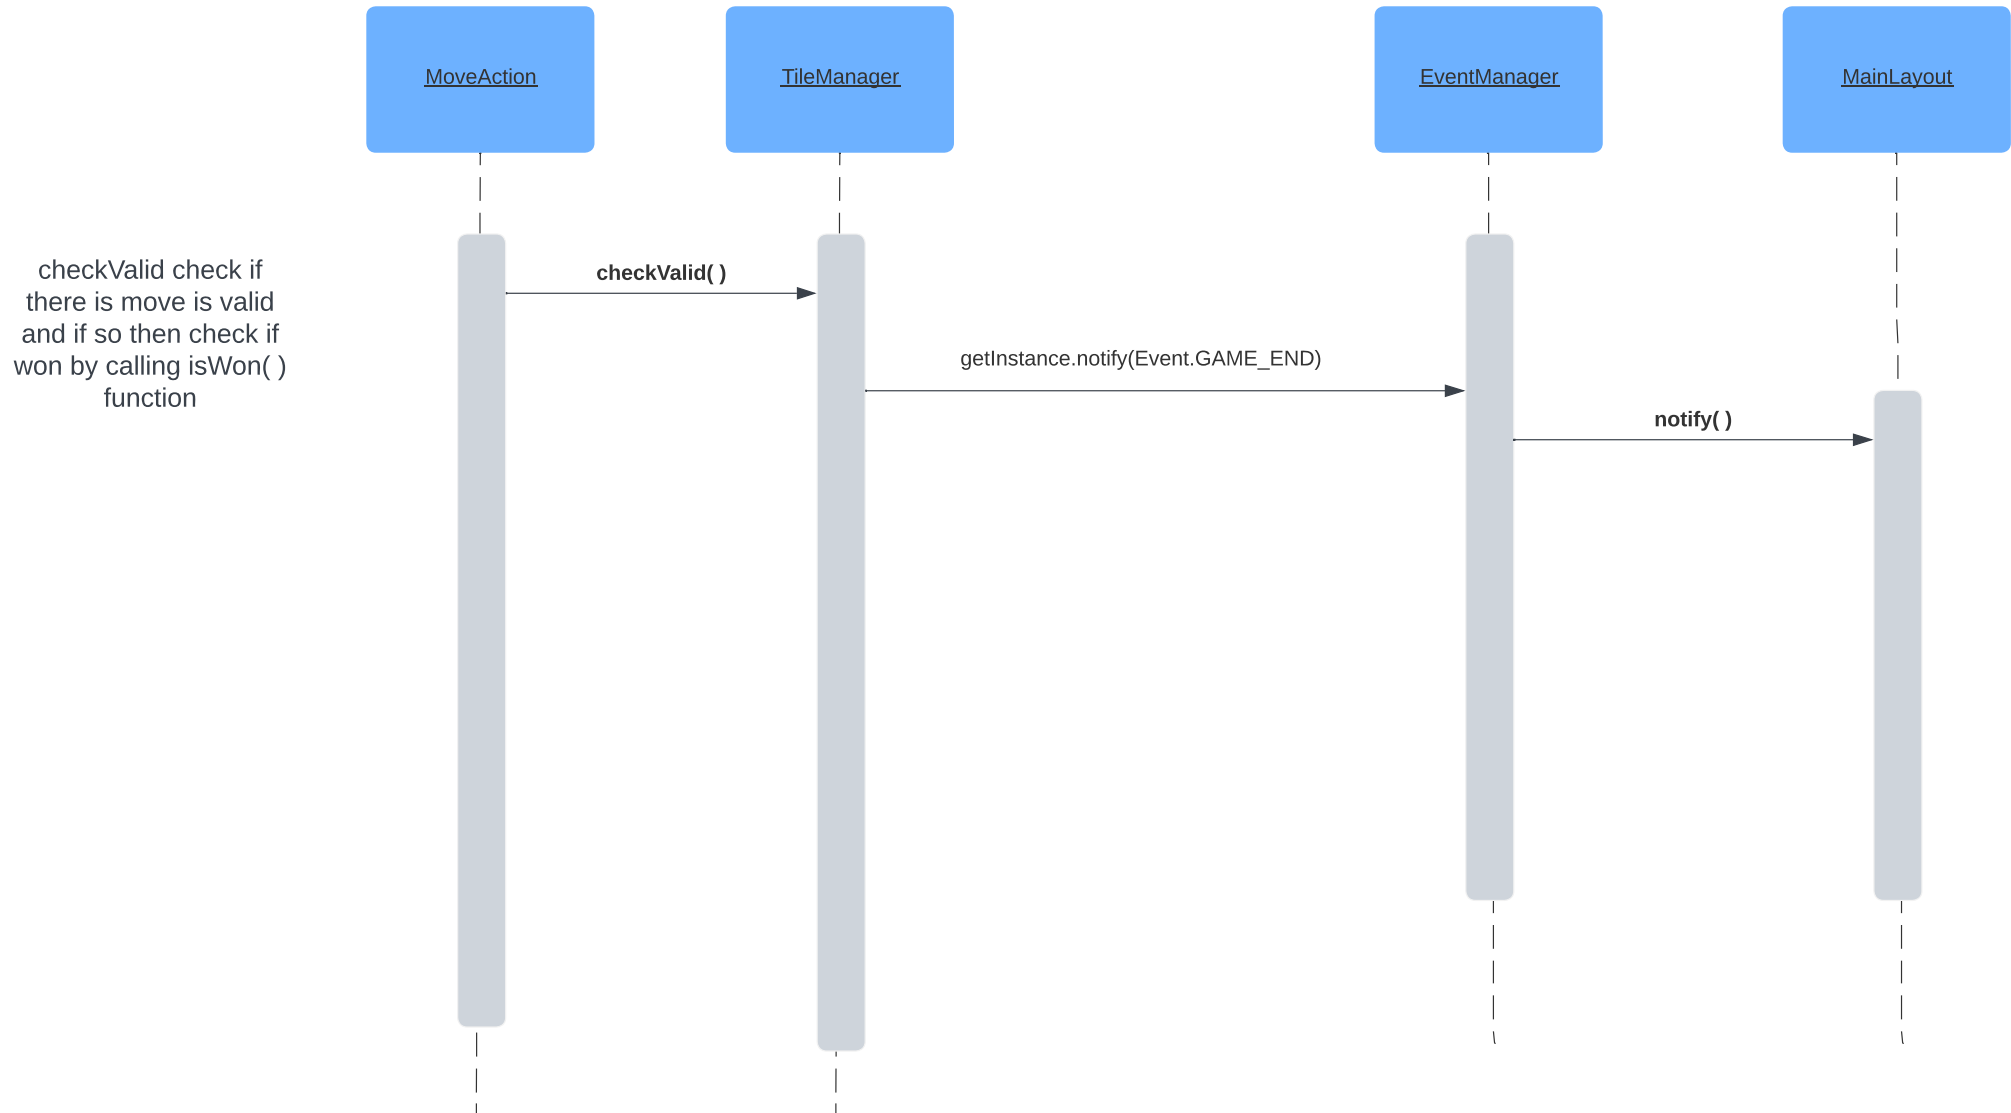 MoveAction
TileManager
EventManager
MainLayout
checkValid check if
there is move is valid
and if so then check if
won by calling isWon( )
function
checkValid( )
getInstance.notify(Event.GAME_END)
notify( )